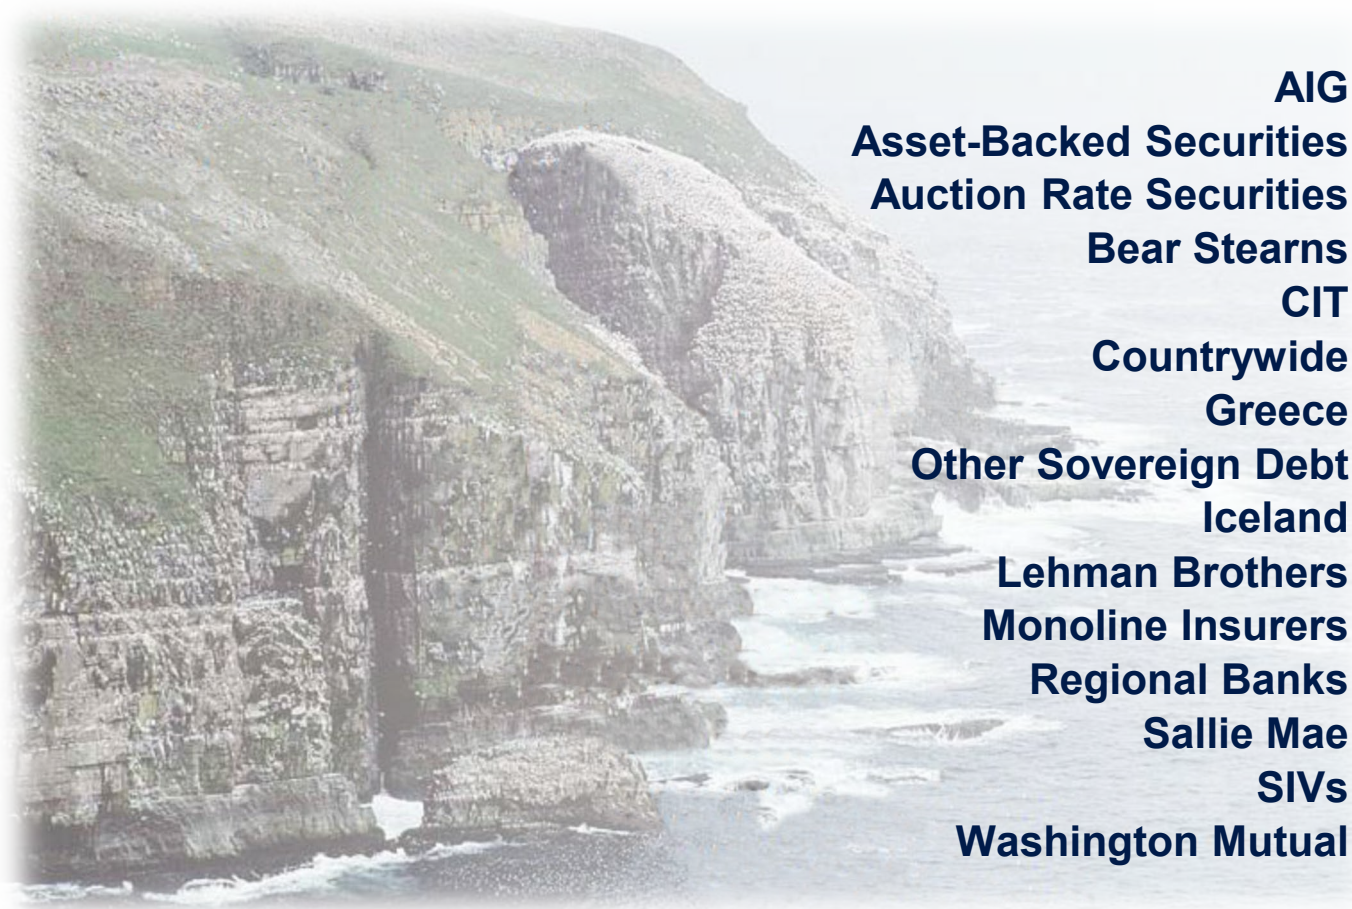 AIG
Asset-Backed Securities
Auction Rate Securities
Bear Stearns
CIT
Countrywide
Greece
Other Sovereign Debt
Iceland
Lehman Brothers
Monoline Insurers
Regional Banks
Sallie Mae
SIVs
Washington Mutual